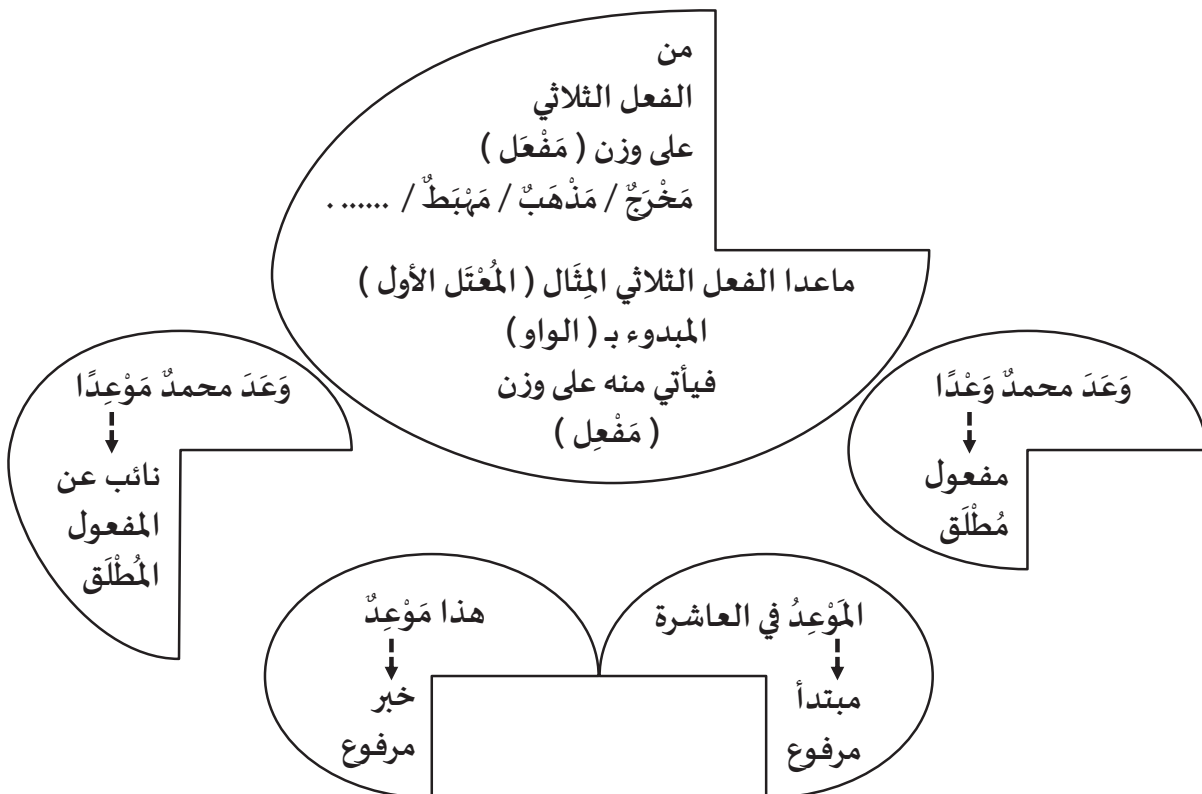 من
الفعل الثلاثي
على وزن ( مَفْعَل )
مَخْرَجٌ / مَذْهَبٌ / مَهْبَطٌ / ...... .
ماعدا الفعل الثلاثي المِثَال ( المُعْتَل الأول )
المبدوء بـ ( الواو )
فيأتي منه على وزن
( مَفْعِل )
وَعَدَ محمدٌ وَعْدًا
مفعول
مُطْلَق
وَعَدَ محمدٌ مَوْعِدًا
نائب عن
المفعول
المُطْلَق
المَوْعِدُ في العاشرة
مبتدأ
مرفوع
هذا مَوْعِدٌ
خبر
مرفوع